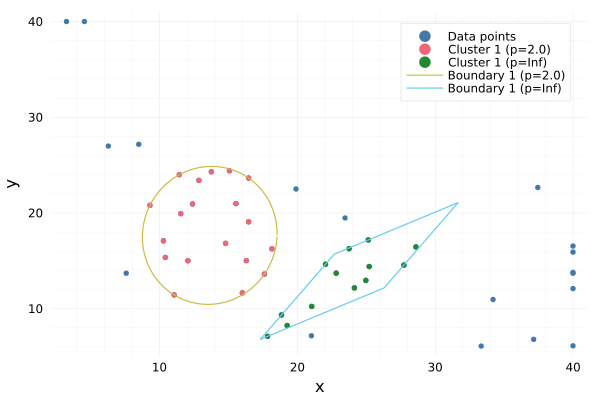 40
30
20
10
y
10
20
30
40
x
Data points
Cluster 1 (p=2.0)
Cluster 1 (p=Inf)
Boundary 1 (p=2.0)
Boundary 1 (p=Inf)